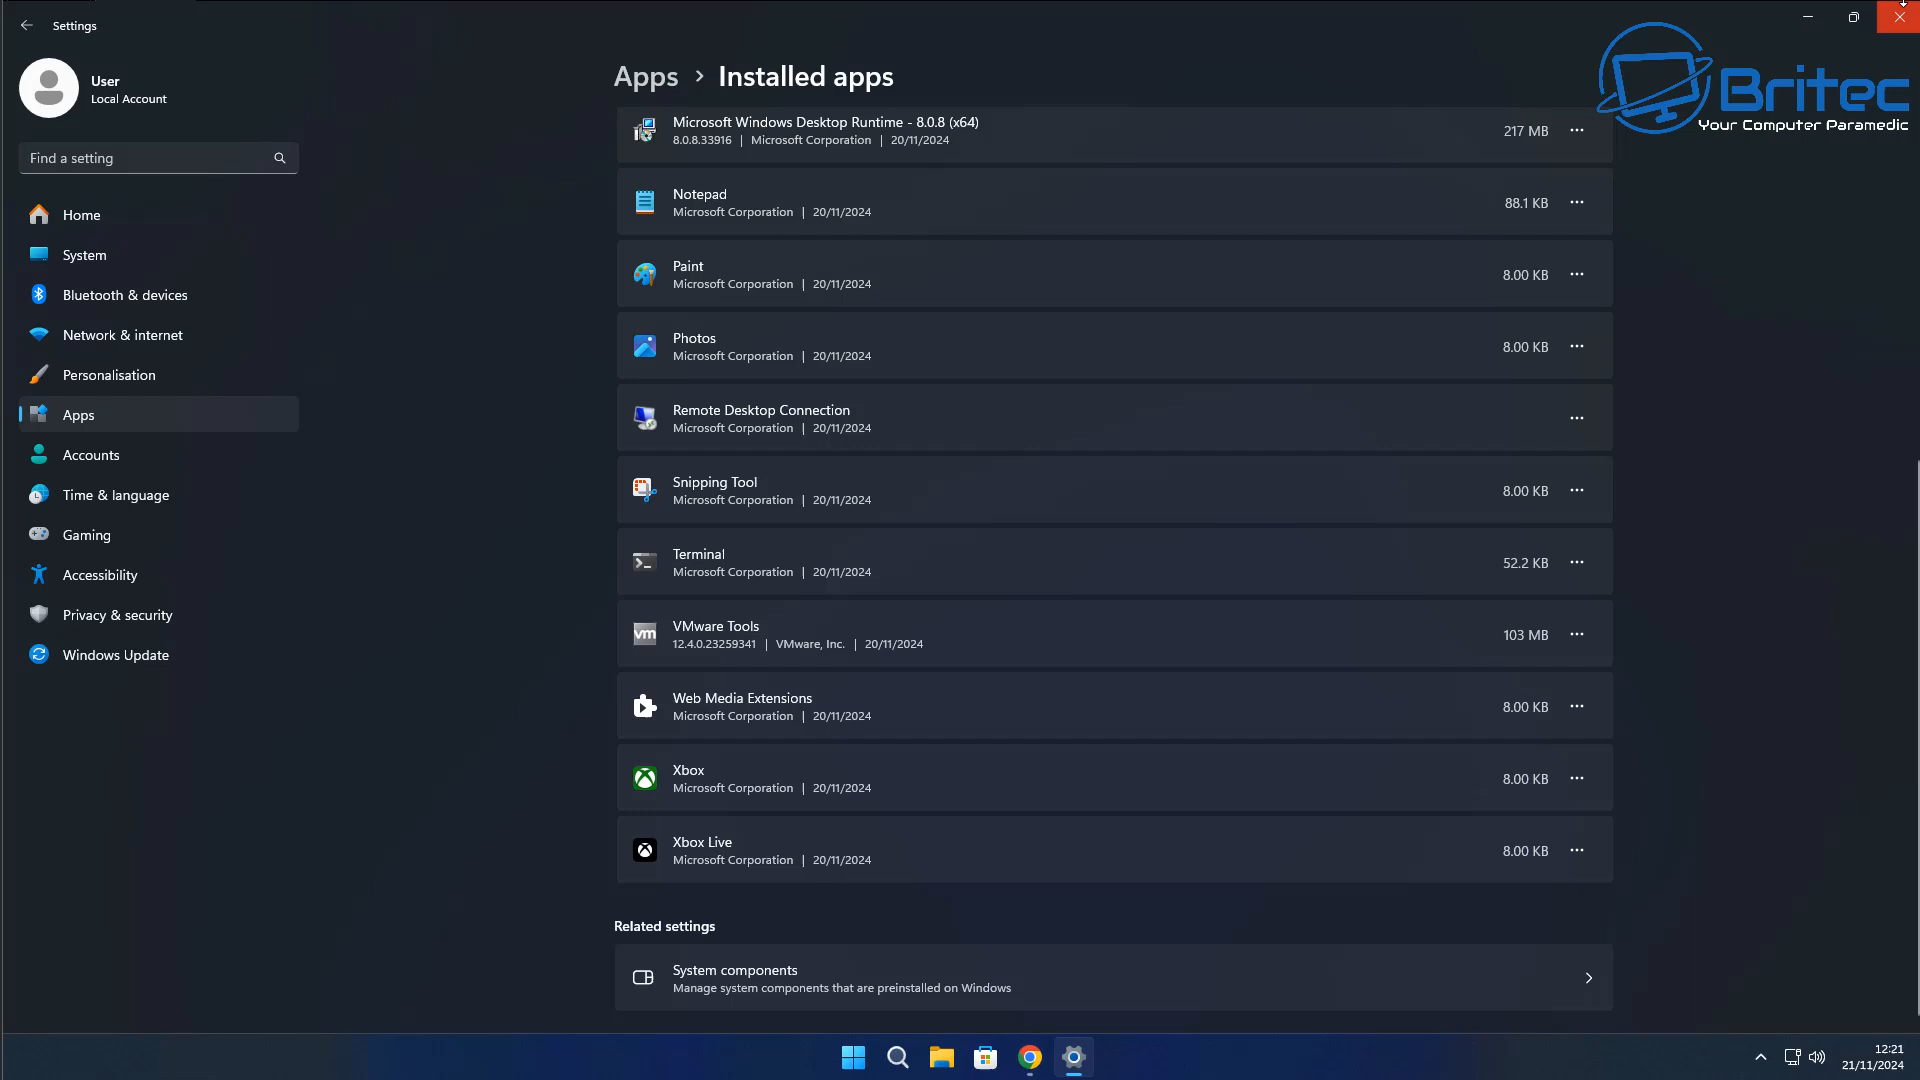 Settings
User
Local Account
Find a setting
Home
System
Bluetooth & devices
Network & internet
Personalisation
Apps
Accounts
Time & language
Gaming
Accessibility
Privacy & security
Windows Update
Apps > Installed apps
Britec
Your Computer Paramedic
Microsoft Windows Desktop Runtime - 8.0.8 (x64)
8.0.8.33916 | Microsoft Corporation | 20/11/2024
217 MB
Notepad
Microsoft Corporation | 20/11/2024
88.1 KB
Paint
Microsoft Corporation | 20/11/2024
8.00 KB
Photos
Microsoft Corporation | 20/11/2024
8.00 KB
Remote Desktop Connection
Microsoft Corporation | 20/11/2024
Snipping Tool
Microsoft Corporation | 20/11/2024
8.00 KB
Terminal
Microsoft Corporation | 20/11/2024
52.2 KB
vm
VMware Tools
12.4.0.23259341 | VMware, Inc. | 20/11/2024
103 MB
Web Media Extensions
Microsoft Corporation | 20/11/2024
8.00 KB
Xbox
Microsoft Corporation | 20/11/2024
8.00 KB
Xbox Live
Microsoft Corporation | 20/11/2024
8.00 KB
Related settings
System components
Manage system components that are preinstalled on Windows
12:21
21/11/2024